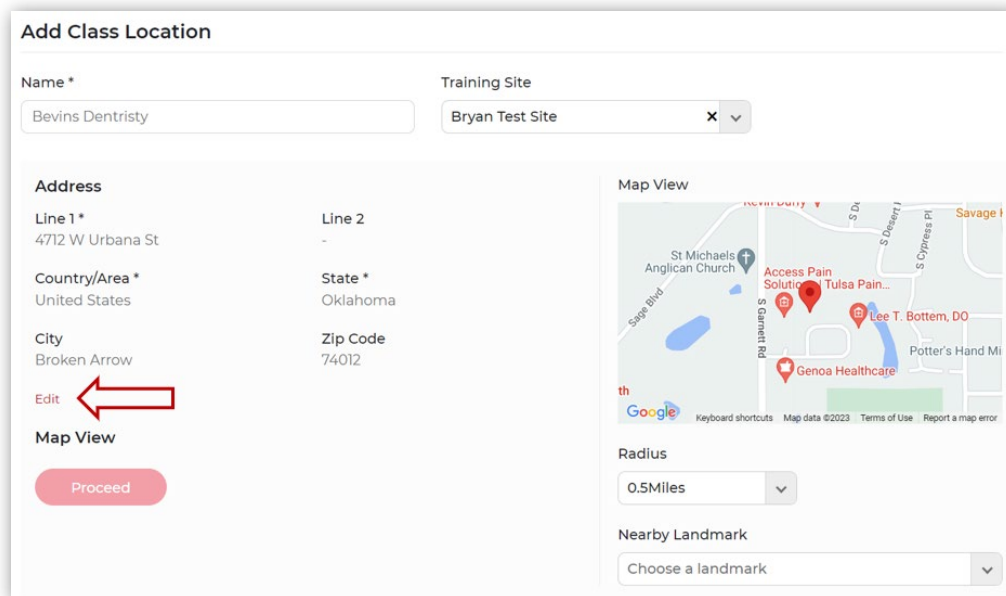 Add Class Location
Name *
Training Site
Bevins Dentristy
Bryan Test Site
Address
Line 1 *
Line 2
4712 W Urbana St
-
Country/Area *
State *
United States
Oklahoma
City
Zip Code
Broken Arrow
74012
Edit
Map View
Proceed
Map View
Kevin Durry
S Desert
Savage
St Michaels
Anglican Church
S Cypress Pl
Access Pain
Tulsa Pain...
Sage Blvd
S Garnett Rd
Lee T. Bottem, DO
Potter's Hand Mi
Genoa Healthcare
th
Google
Keyboard shortcuts Map data ©2023 Terms of Use Report a map error
Radius
0.5Miles
Nearby Landmark
Choose a landmark